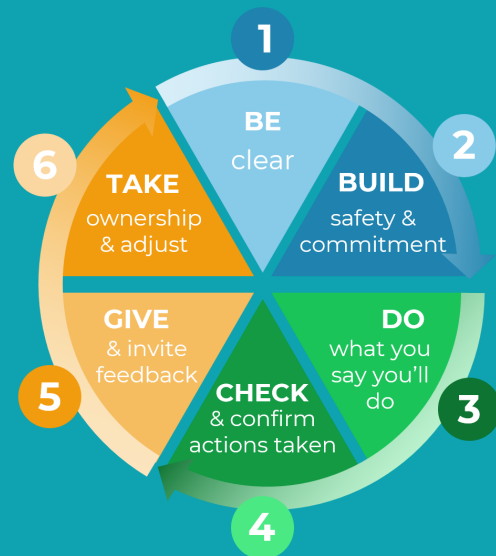 1
BE
clear
2
BUILD
safety &
commitment
3
DO
what you
say you'll
do
4
CHECK
& confirm
actions taken
5
GIVE
& invite
feedback
6
TAKE
ownership
& adjust